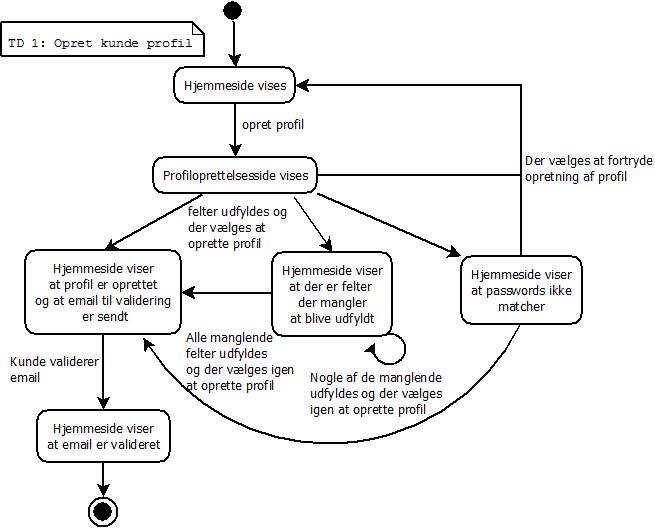 TD 1: Opret kunde profil
Hjemmeside vises
opret profil
Profiloprettelsesside vises
Der vælges at fortryde
opretning af profil
felter udfyldes og
der vælges at
oprette profil
Hjemmeside viser
at profil er oprettet
og at email til validering
er sendt
Hjemmeside viser
at der er felter
der mangler
at blive udfyldt
Hjemmeside viser
at passwords ikke
matcher
Kunde validerer
email
Alle manglende
felter udfyldes
og der vælges igen
at oprette profil
Nogle af de manglende
udfyldes og der vælges
igen at oprette profil
Hjemmeside viser
at email er valideret